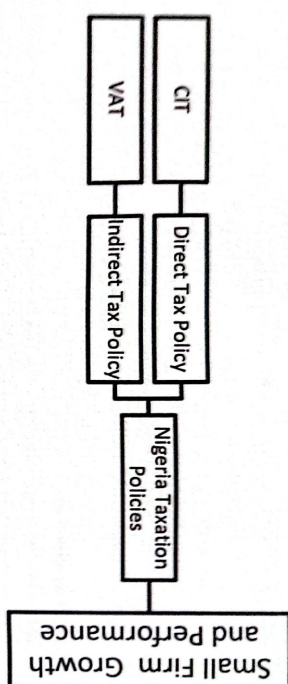 CIT
VAT
Direct Tax Policy
Indirect Tax Policy
Nigeria Taxation
Policies
Small Firm Growth
and Performance